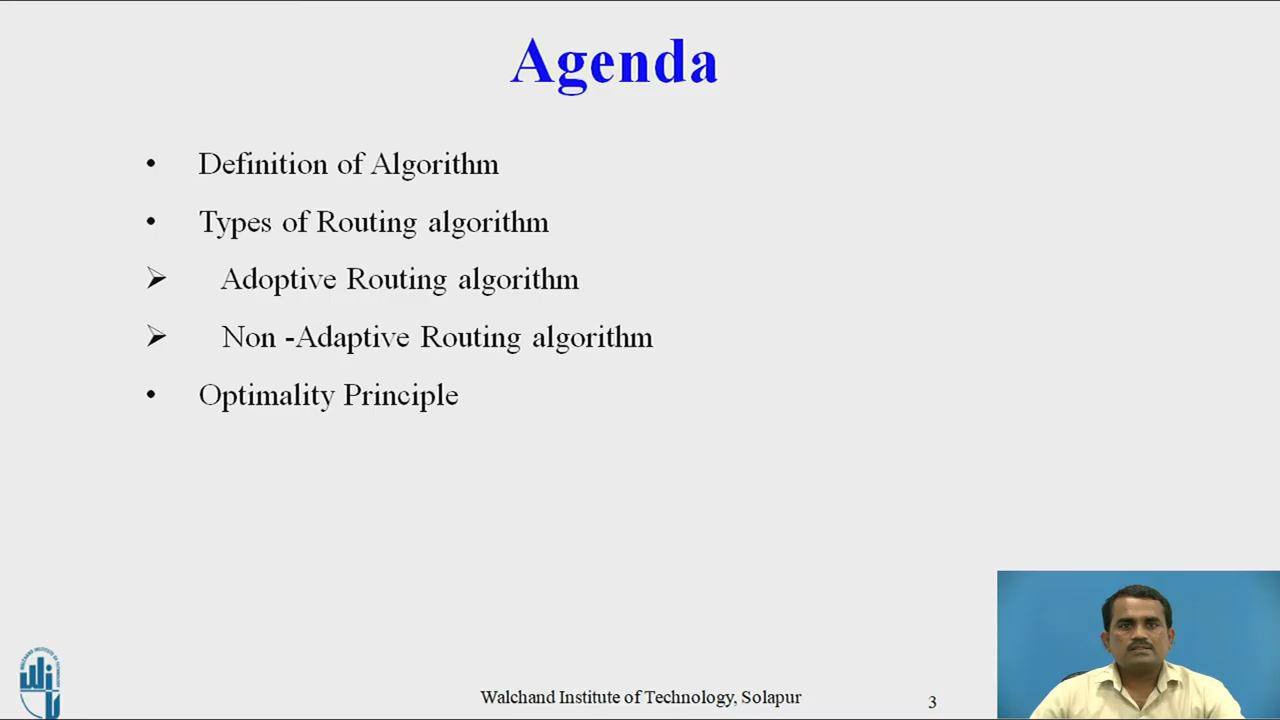 Agenda
• Definition of Algorithm
• Types of Routing algorithm
➢ Adoptive Routing algorithm
➢ Non -Adaptive Routing algorithm
• Optimality Principle
Walchand Institute of Technology, Solapur
3